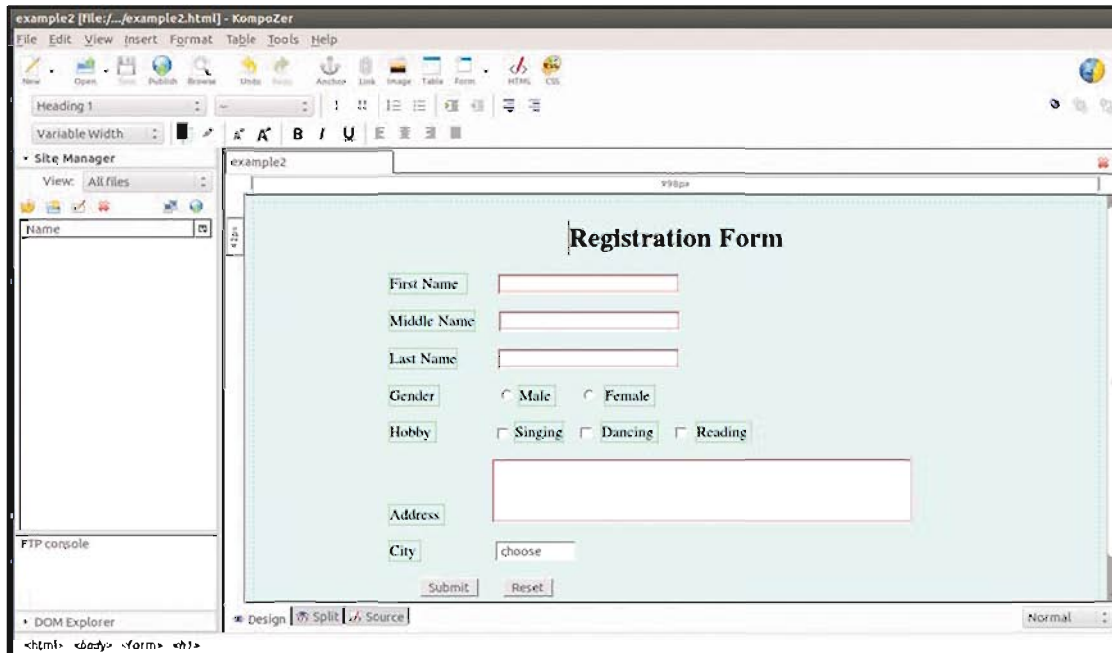 example2 [file:/.../example2.html] - KompoZer
File Edit View Insert Format Table Tools Help
New Open Save Publish Browse Undo Redo Anchor Link Image Table Form HTML CSS
Heading 1
Variable Width A A B I U
Site Manager
View: All files
Name
example2
998px
42px
Registration Form
First Name
Middle Name
Last Name
Gender Male Female
Hobby Singing Dancing Reading
Address
City choose
Submit Reset
FTP console
DOM Explorer
Design Split Source Normal
<html> <body> <form> <h1>